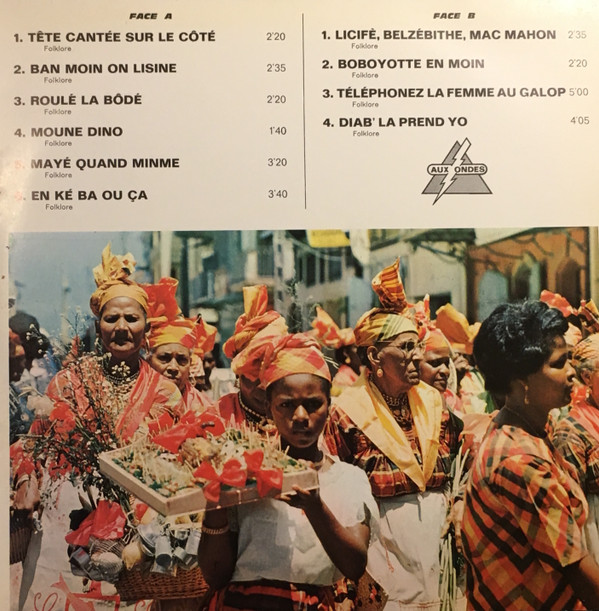 FACE A
1. TÊTE CANTÉE SUR LE CÔTÉ 2'20
Folklore
2. BAN MOIN ON LISINE 2'35
Folklore
3. ROULÉ LA BÔDÉ 2'20
Folklore
4. MOUNE DINO 1'40
Folklore
5. MAYÉ QUAND MINME 3'20
Folklore
6. EN KÉ BA OU ÇA 3'40
Folklore
FACE B
1. LICIFÈ, BELZÉBITHE, MAC MAHON 2'35
Folklore
2. BOBOYOTTE EN MOIN 2'20
Folklore
3. TÉLÉPHONEZ LA FEMME AU GALOP 5'00
Folklore
4. DIAB' LA PREND YO 4'05
Folklore
AUX ONDES